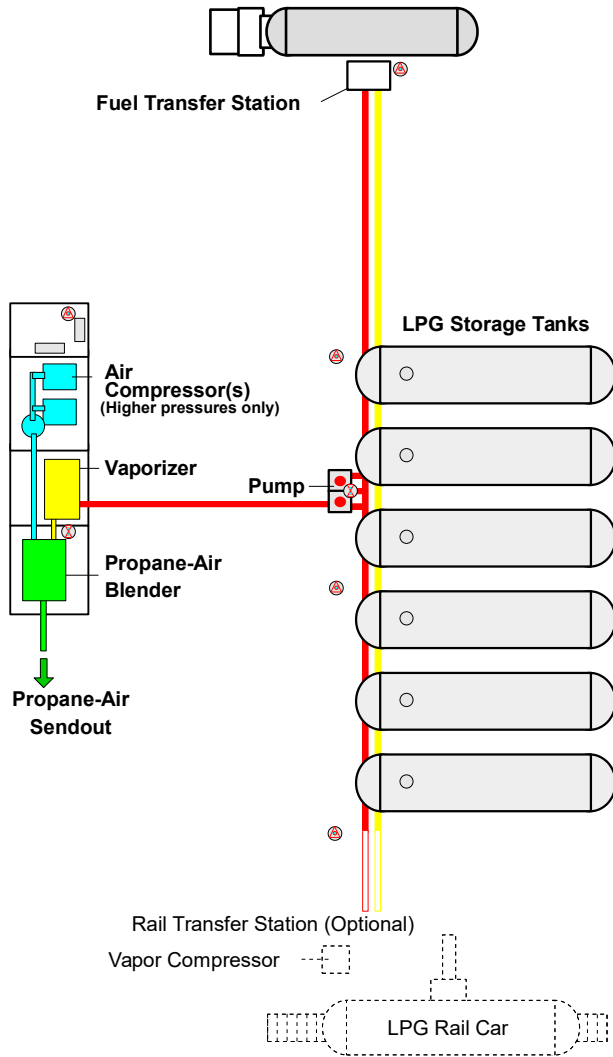 Fuel Transfer Station
LPG Storage Tanks
Air
Compressor(s)
(Higher pressures only)
Vaporizer
Pump
Propane-Air
Blender
Propane-Air
Sendout
Rail Transfer Station (Optional)
Vapor Compressor
LPG Rail Car